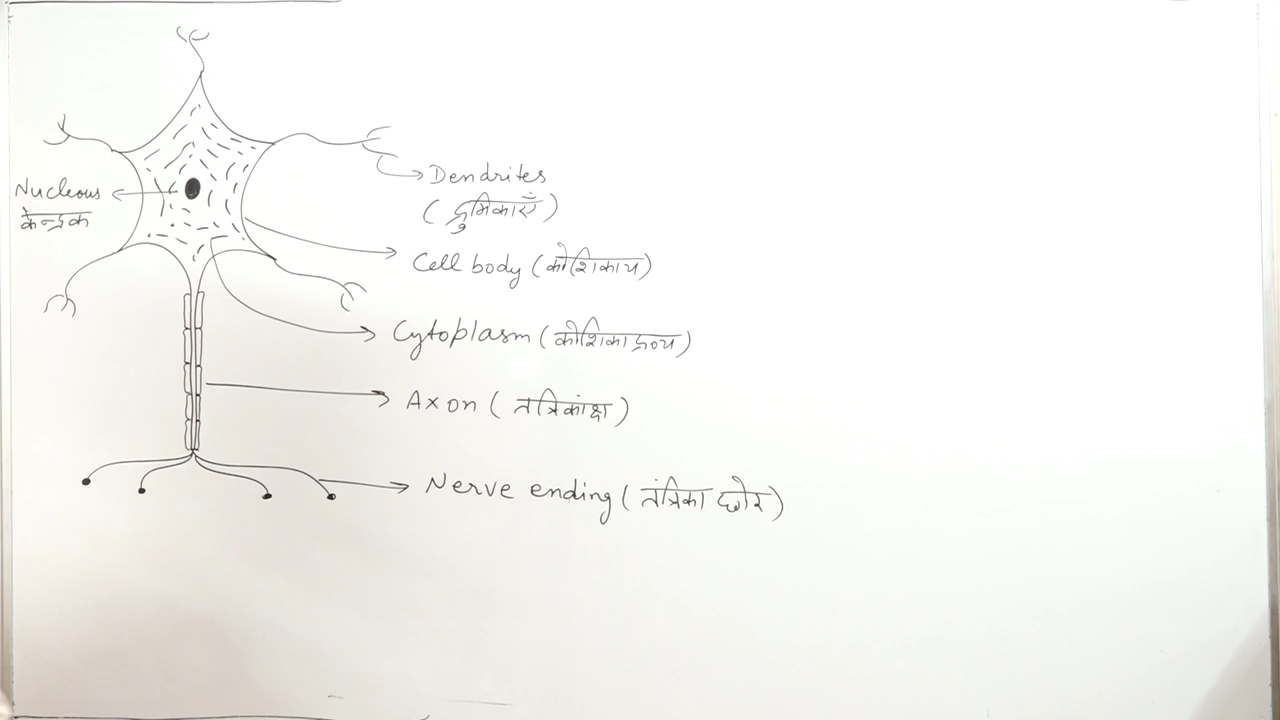 Nucleous
केन्द्रक
Dendrites
(द्रुमिकाएँ)
Cell body (कोशिकाय)
Cytoplasm (कोशिकाद्रव्य)
Axon (तंत्रिकांक्ष)
Nerve ending (तंत्रिका छोर)